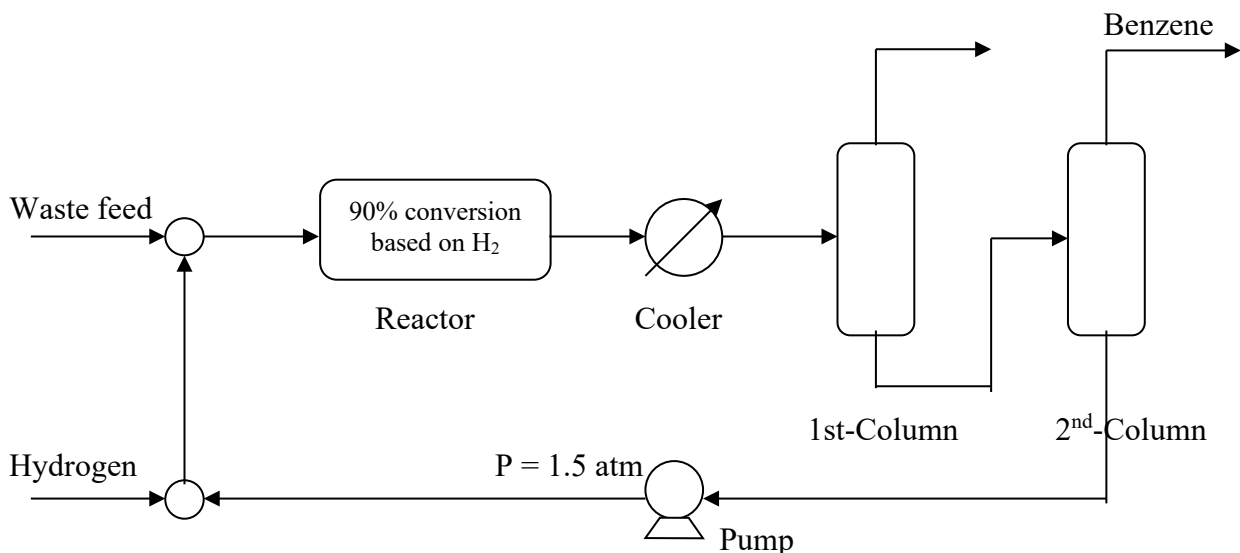 Benzene
Waste feed
90% conversion
based on H₂
Reactor
Cooler
1st-Column
2ⁿᵈ-Column
Hydrogen
P = 1.5 atm
Pump